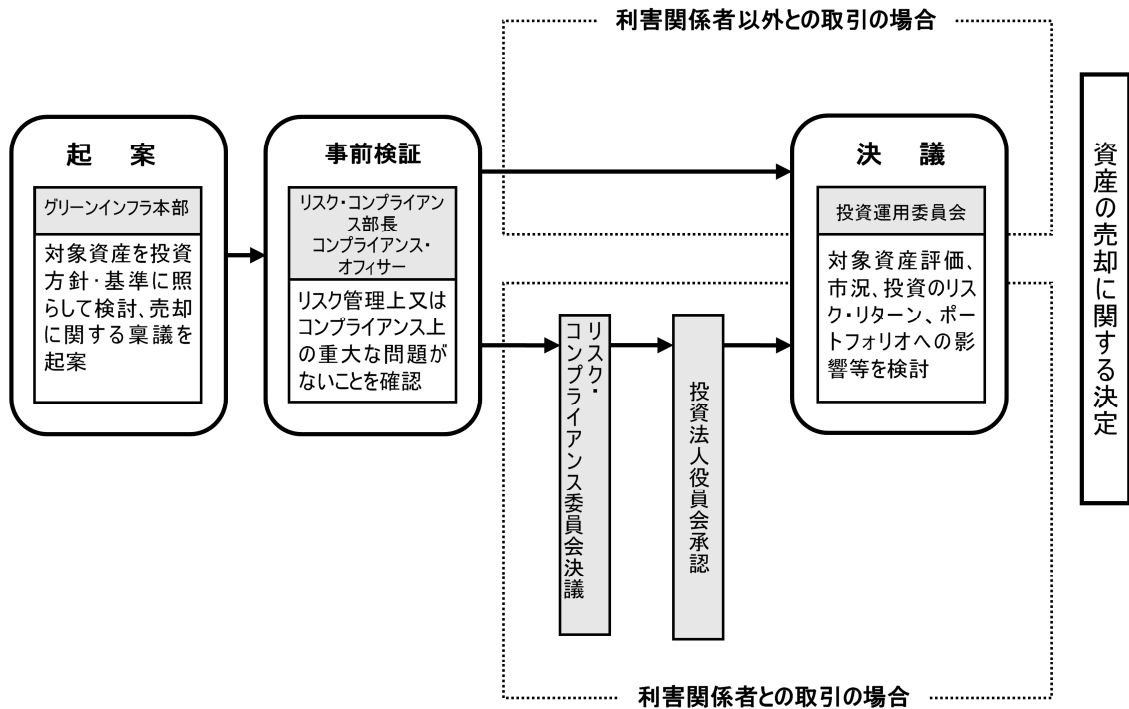 利害関係者以外との取引の場合
起　案
グリーンインフラ本部
対象資産を投資
方針・基準に照
らして検討、売却
に関する稟議を
起案
事前検証
リスク・コンプライアン
ス部長
コンプライアンス・
オフィサー
リスク管理上又は
コンプライアンス上
の重大な問題が
ないことを確認
リスク・
コンプライアンス委員会決議
投資法人役員会承認
決　議
投資運用委員会
対象資産評価、
市況、投資のリス
ク・リターン、ポー
トフォリオへの影
響等を検討
資産の売却に関する決定
利害関係者との取引の場合